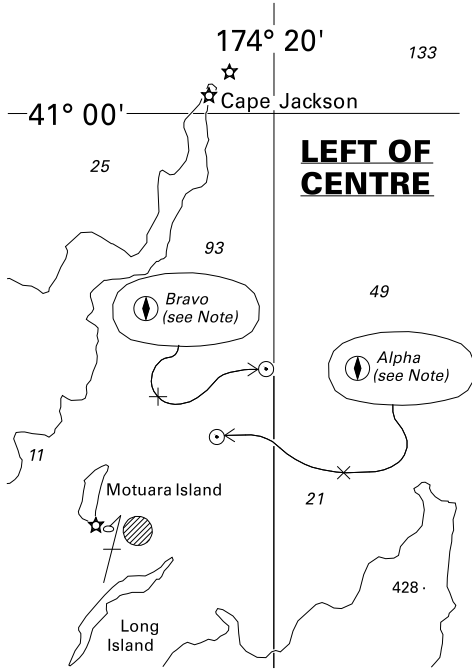 174° 20'
133
Cape Jackson
41° 00'
LEFT OF
CENTRE
25
93
49
Bravo
(see Note)
Alpha
(see Note)
11
Motuara Island
21
428
Long
Island